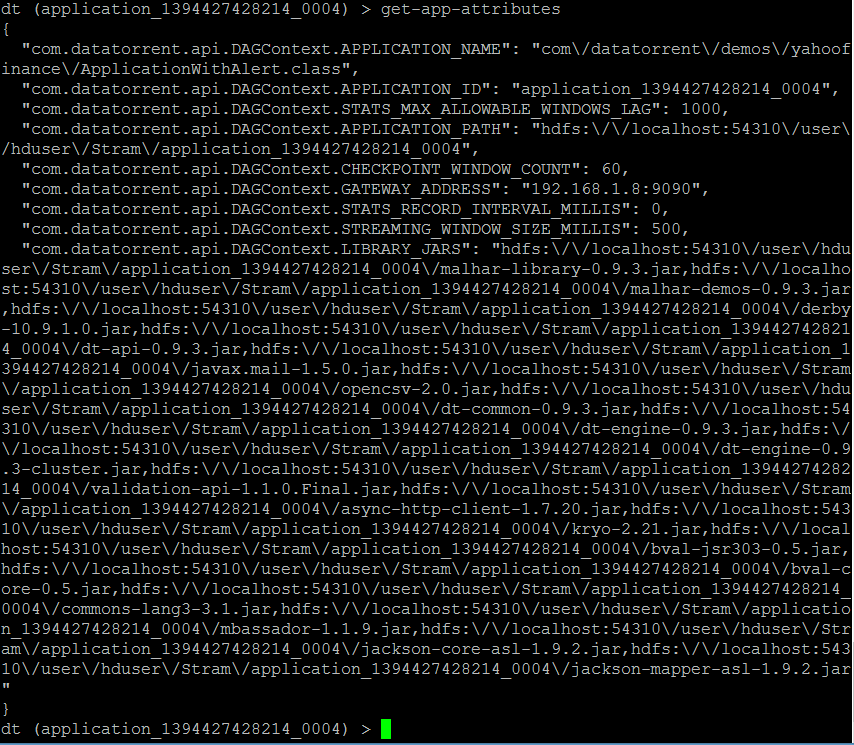 dt (application_1394427428214_0004) > get-app-attributes
{
  "com.datatorrent.api.DAGContext.APPLICATION_NAME": "com\/datatorrent\/demos\/yahoof
inance\/ApplicationWithAlert.class",
  "com.datatorrent.api.DAGContext.APPLICATION_ID": "application_1394427428214_0004",
  "com.datatorrent.api.DAGContext.STATS_MAX_ALLOWABLE_WINDOWS_LAG": 1000,
  "com.datatorrent.api.DAGContext.APPLICATION_PATH": "hdfs:\/\/localhost:54310\/user\
/hduser\/Stram\/application_1394427428214_0004",
  "com.datatorrent.api.DAGContext.CHECKPOINT_WINDOW_COUNT": 60,
  "com.datatorrent.api.DAGContext.GATEWAY_ADDRESS": "192.168.1.8:9090",
  "com.datatorrent.api.DAGContext.STATS_RECORD_INTERVAL_MILLIS": 0,
  "com.datatorrent.api.DAGContext.STREAMING_WINDOW_SIZE_MILLIS": 500,
  "com.datatorrent.api.DAGContext.LIBRARY_JARS": "hdfs:\/\/localhost:54310\/user\/hdu
ser\/Stram\/application_1394427428214_0004\/malhar-library-0.9.3.jar,hdfs:\/\/localho
st:54310\/user\/hduser\/Stram\/application_1394427428214_0004\/malhar-demos-0.9.3.jar
,hdfs:\/\/localhost:54310\/user\/hduser\/Stram\/application_1394427428214_0004\/derby
-10.9.1.0.jar,hdfs:\/\/localhost:54310\/user\/hduser\/Stram\/application_139442742821
4_0004\/dt-api-0.9.3.jar,hdfs:\/\/localhost:54310\/user\/hduser\/Stram\/application_1
394427428214_0004\/javax.mail-1.5.0.jar,hdfs:\/\/localhost:54310\/user\/hduser\/Stram
\/application_1394427428214_0004\/opencsv-2.0.jar,hdfs:\/\/localhost:54310\/user\/hdu
ser\/Stram\/application_1394427428214_0004\/dt-common-0.9.3.jar,hdfs:\/\/localhost:54
310\/user\/hduser\/Stram\/application_1394427428214_0004\/dt-engine-0.9.3.jar,hdfs:\/
\/localhost:54310\/user\/hduser\/Stram\/application_1394427428214_0004\/dt-engine-0.9
.3-cluster.jar,hdfs:\/\/localhost:54310\/user\/hduser\/Stram\/application_13944274282
14_0004\/validation-api-1.1.0.Final.jar,hdfs:\/\/localhost:54310\/user\/hduser\/Stram
\/application_1394427428214_0004\/async-http-client-1.7.20.jar,hdfs:\/\/localhost:543
10\/user\/hduser\/Stram\/application_1394427428214_0004\/kryo-2.21.jar,hdfs:\/\/local
host:54310\/user\/hduser\/Stram\/application_1394427428214_0004\/bval-jsr303-0.5.jar,
hdfs:\/\/localhost:54310\/user\/hduser\/Stram\/application_1394427428214_0004\/bval-c
ore-0.5.jar,hdfs:\/\/localhost:54310\/user\/hduser\/Stram\/application_1394427428214_
0004\/commons-lang3-3.1.jar,hdfs:\/\/localhost:54310\/user\/hduser\/Stram\/applicatio
n_1394427428214_0004\/mbassador-1.1.9.jar,hdfs:\/\/localhost:54310\/user\/hduser\/Str
am\/application_1394427428214_0004\/jackson-core-asl-1.9.2.jar,hdfs:\/\/localhost:543
10\/user\/hduser\/Stram\/application_1394427428214_0004\/jackson-mapper-asl-1.9.2.jar
"
}
dt (application_1394427428214_0004) >